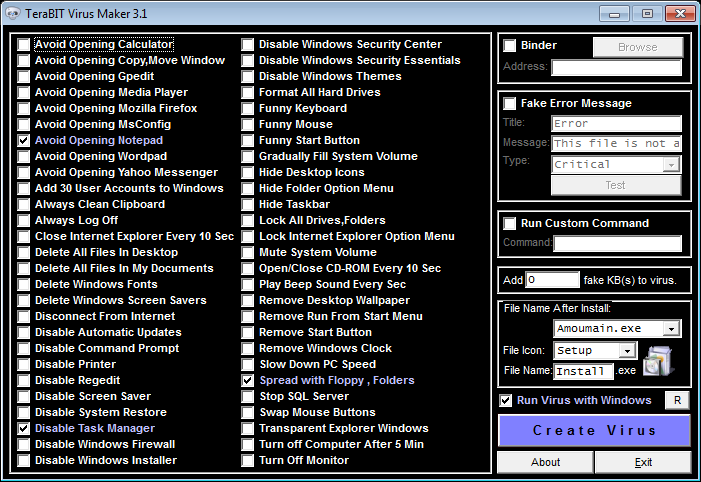 TeraBIT Virus Maker 3.1
Avoid Opening Calculator
Avoid Opening Copy,Move Window
Avoid Opening Gpedit
Avoid Opening Media Player
Avoid Opening Mozilla Firefox
Avoid Opening MsConfig
Avoid Opening Notepad
Avoid Opening Wordpad
Avoid Opening Yahoo Messenger
Add 30 User Accounts to Windows
Always Clean Clipboard
Always Log Off
Close Internet Explorer Every 10 Sec
Delete All Files In Desktop
Delete All Files In My Documents
Delete Windows Fonts
Delete Windows Screen Savers
Disconnect From Internet
Disable Automatic Updates
Disable Command Prompt
Disable Printer
Disable Regedit
Disable Screen Saver
Disable System Restore
Disable Task Manager
Disable Windows Firewall
Disable Windows Installer
Disable Windows Security Center
Disable Windows Security Essentials
Disable Windows Themes
Format All Hard Drives
Funny Keyboard
Funny Mouse
Funny Start Button
Gradually Fill System Volume
Hide Desktop Icons
Hide Folder Option Menu
Hide Taskbar
Lock All Drives,Folders
Lock Internet Explorer Option Menu
Mute System Volume
Open/Close CD-ROM Every 10 Sec
Play Beep Sound Every Sec
Remove Desktop Wallpaper
Remove Run From Start Menu
Remove Start Button
Remove Windows Clock
Slow Down PC Speed
Spread with Floppy , Folders
Stop SQL Server
Swap Mouse Buttons
Transparent Explorer Windows
Turn off Computer After 5 Min
Turn Off Monitor
Binder Browse
Address:
Fake Error Message
Title: Error
Message: This file is not a
Type: Critical
Test
Run Custom Command
Command:
Add 0 fake KB(s) to virus.
File Name After Install:
Amoumain.exe
File Icon: Setup
File Name: Install .exe
Run Virus with Windows R
Create Virus
About Exit